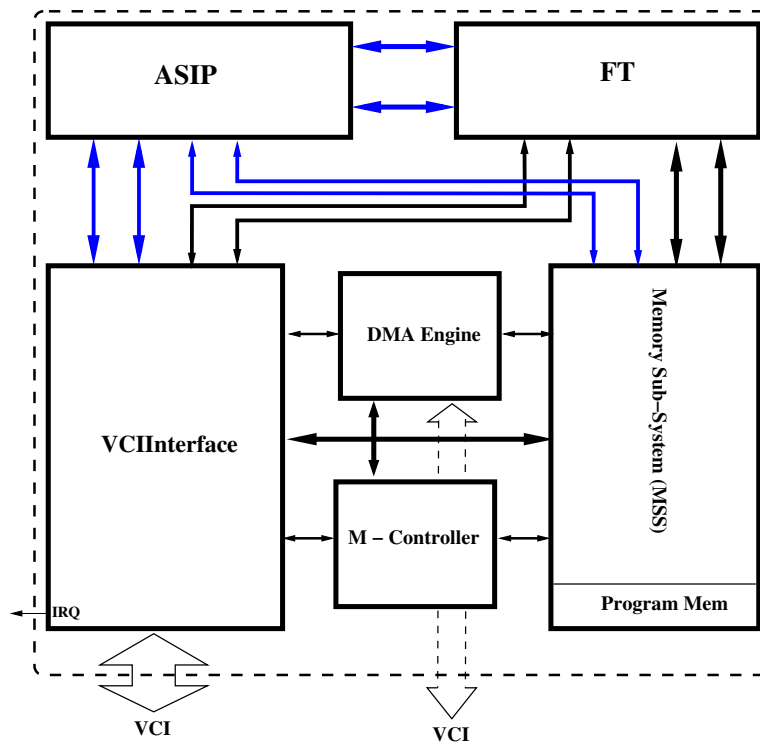 ASIP
FT
DMA Engine
Memory Sub-System (MSS)
VCIInterface
M - Controller
Program Mem
IRQ
VCI
VCI